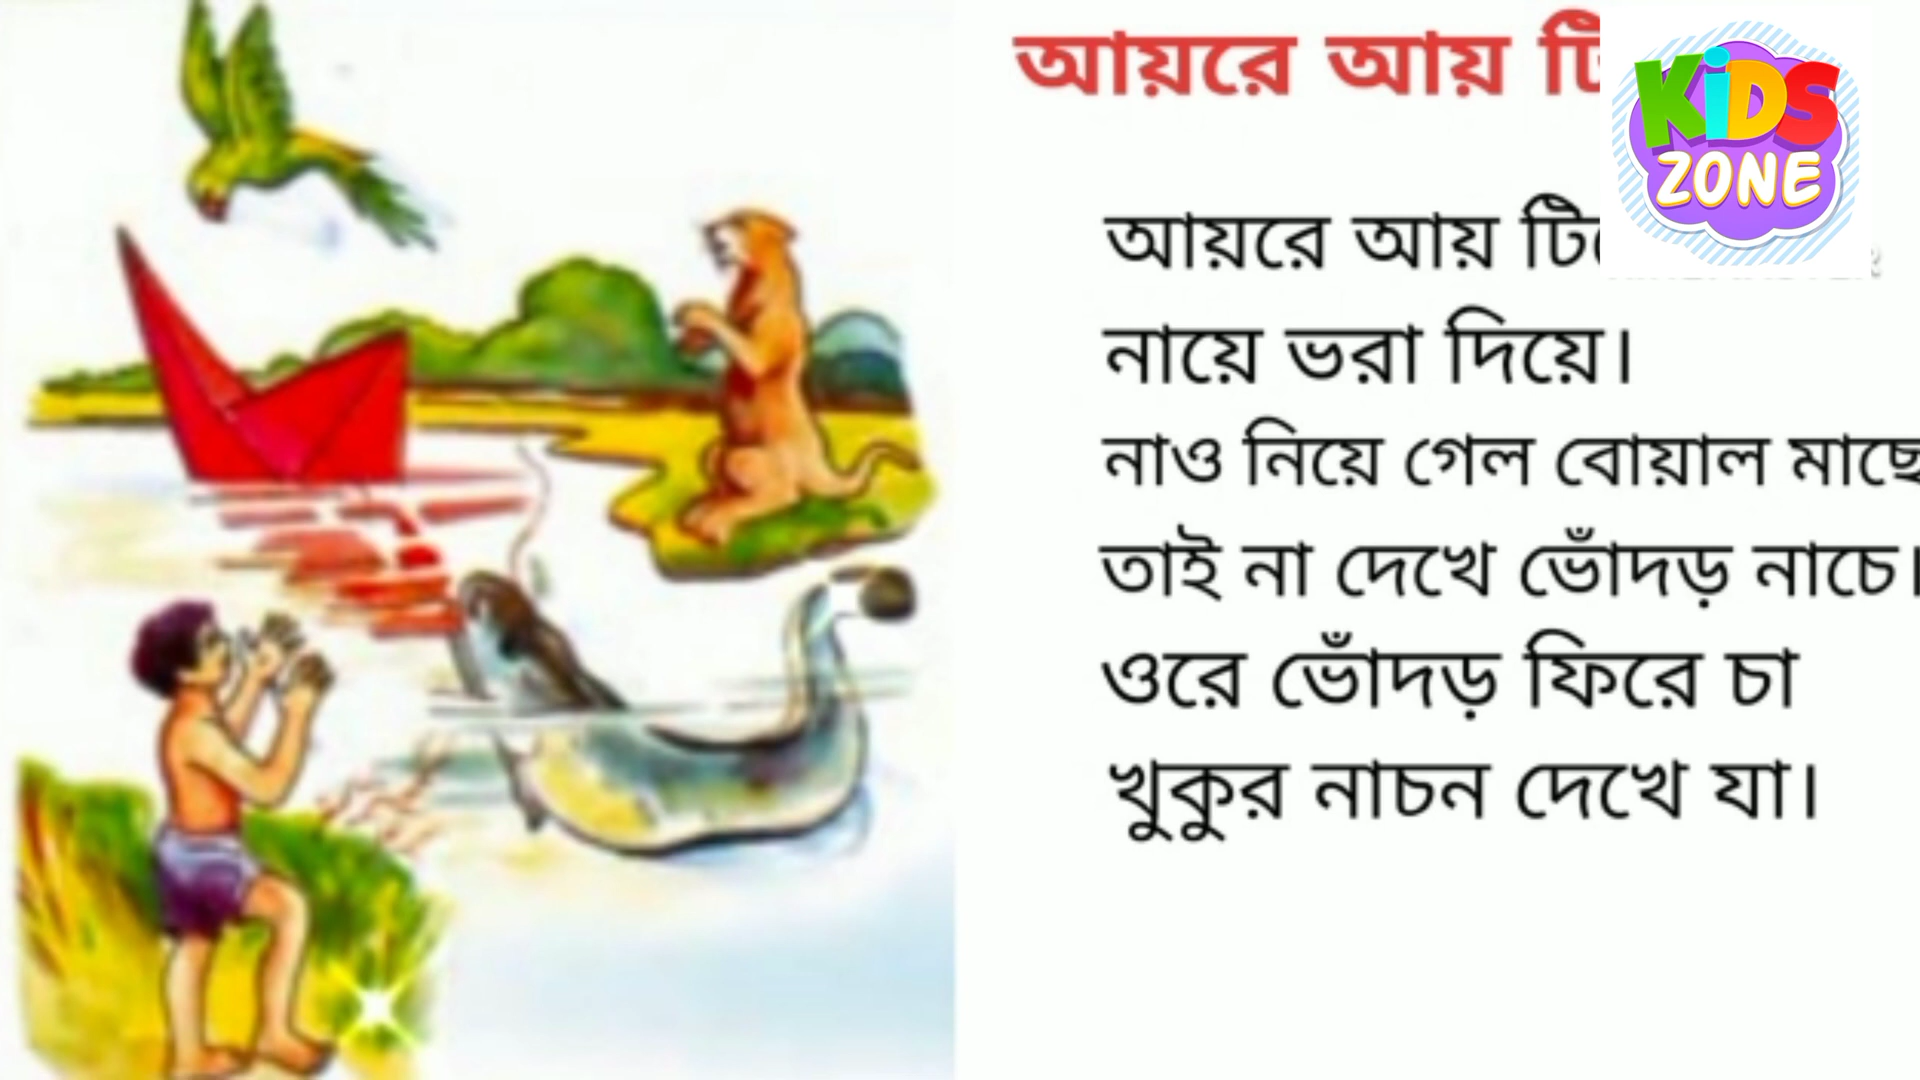 আয়রে আয়
KiDS
ZONE
আয়রে আয়
নায়ে ভরা দিয়ে।
নাও নিয়ে গেল বোয়াল মাছে
তাই না দেখে ভোঁদড় নাচে।
ওরে ভোঁদড় ফিরে চা
খুকুর নাচন দেখে যা।